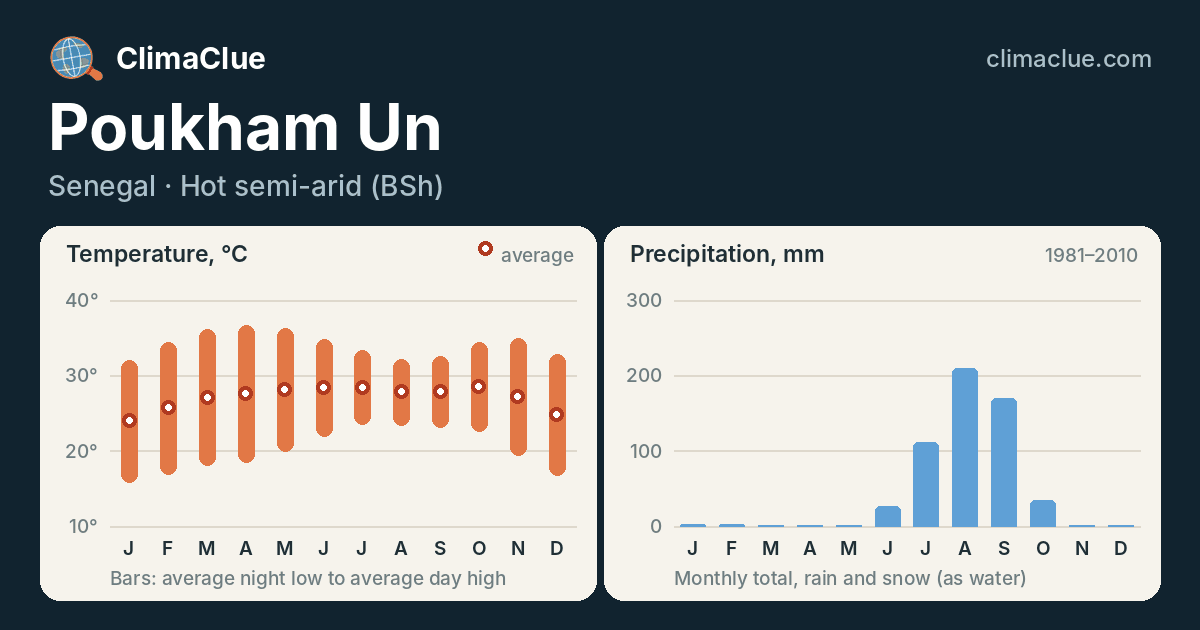 ClimaClue
climaclue.com
Poukham Un
Senegal · Hot semi-arid (BSh)
Temperature, °C
average
40°
30°
20°
10°
J F M A M J J A S O N D
Bars: average night low to average day high
Precipitation, mm
1981–2010
300
200
100
0
J F M A M J J A S O N D
Monthly total, rain and snow (as water)